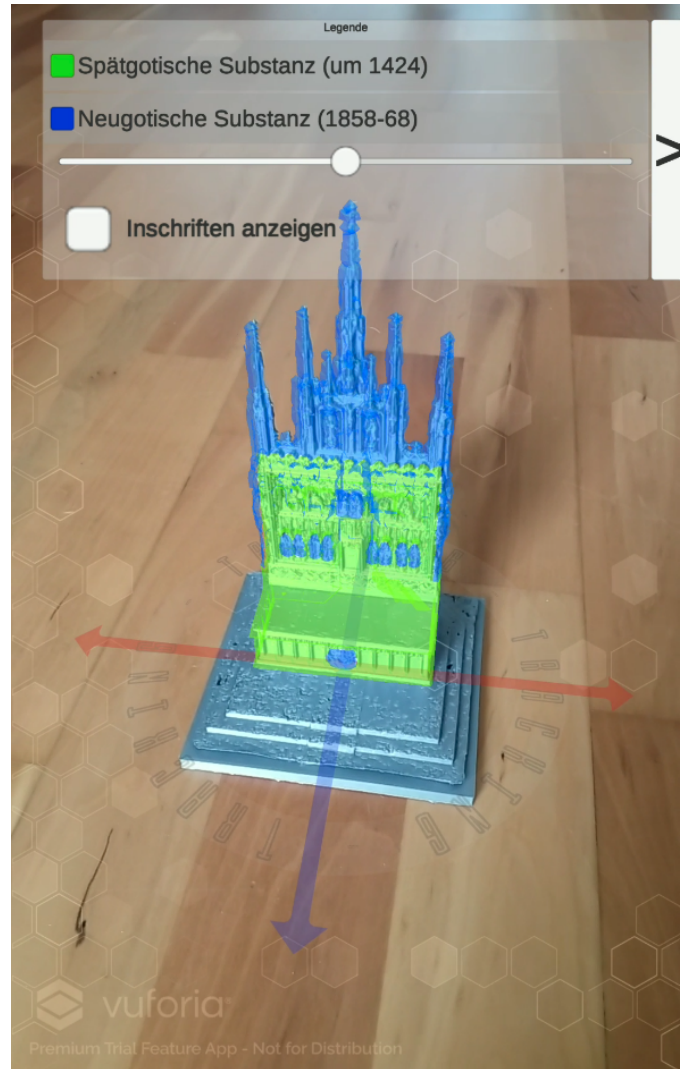 Legende
Spätgotische Substanz (um 1424)
Neugotische Substanz (1858-68)
>
Inschriften anzeigen
vuforia
Premium Trial Feature App - Not for Distribution